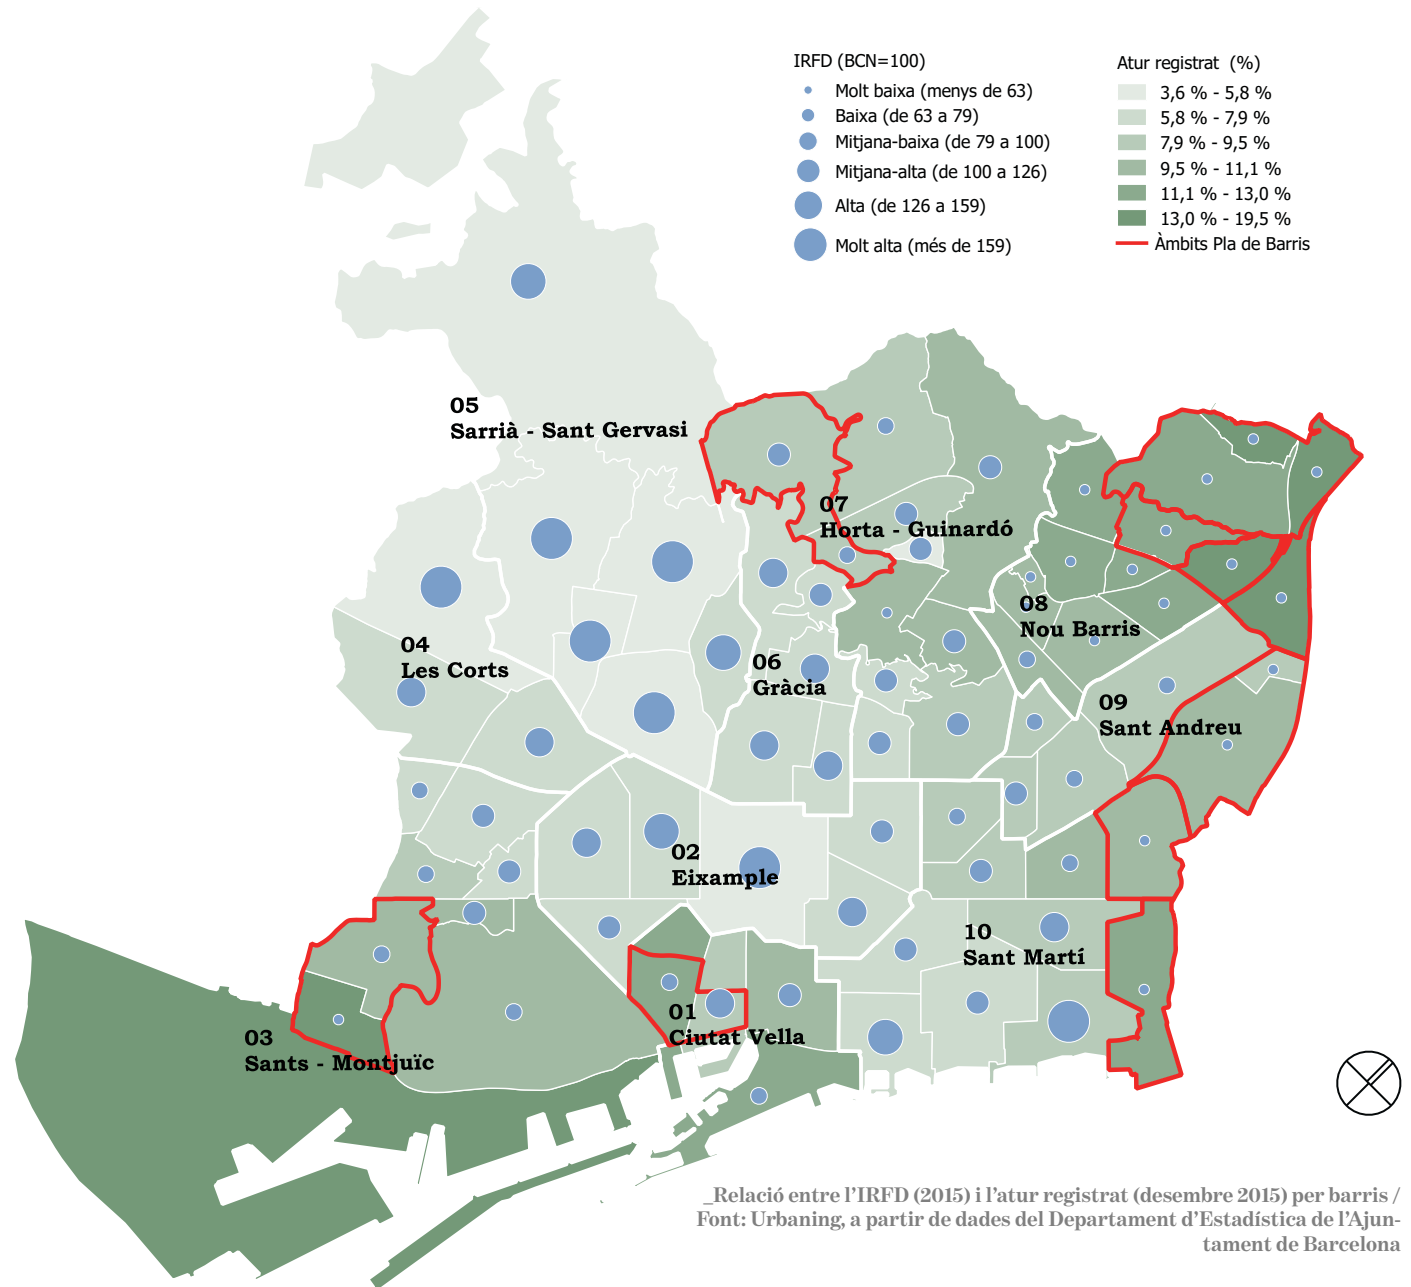 IRFD (BCN=100)
Molt baixa (menys de 63)
Baixa (de 63 a 79)
Mitjana-baixa (de 79 a 100)
Mitjana-alta (de 100 a 126)
Alta (de 126 a 159)
Molt alta (més de 159)
Atur registrat (%)
3,6 % - 5,8 %
5,8 % - 7,9 %
7,9 % - 9,5 %
9,5 % - 11,1 %
11,1 % - 13,0 %
13,0 % - 19,5 %
Àmbits Pla de Barris
05
Sarrià - Sant Gervasi
07
Horta - Guinardó
08
Nou Barris
04
Les Corts
06
Gràcia
09
Sant Andreu
02
Eixample
10
Sant Martí
01
Ciutat Vella
03
Sants - Montjuïc
_Relació entre l'IRFD (2015) i l'atur registrat (desembre 2015) per barris /
Font: Urbaning, a partir de dades del Departament d'Estadística de l'Ajun-
tament de Barcelona